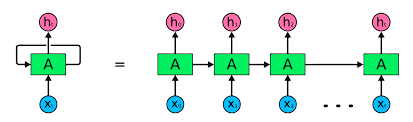 hₜ h₀ h₁ h₂ hₜ
A = A A A A
xₜ x₀ x₁ x₂ ... xₜ